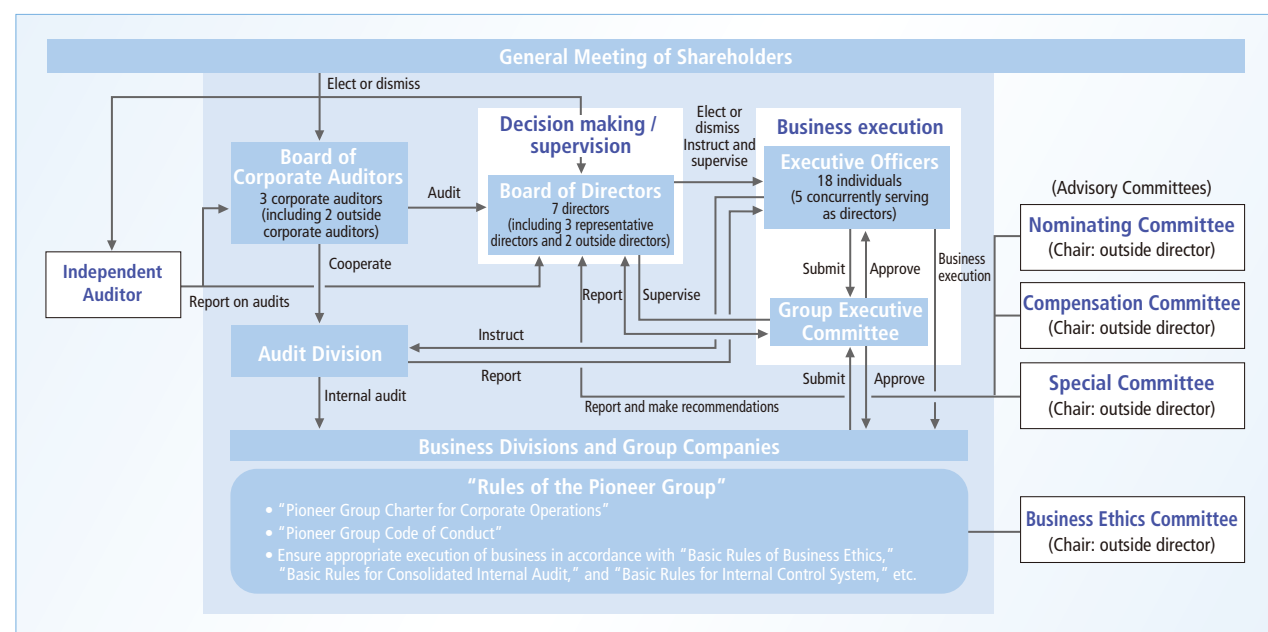 General Meeting of Shareholders
Elect or dismiss
Decision making /
supervision
Elect or
dismiss
Instruct and
supervise
Business execution
Board of
Corporate Auditors
3 corporate auditors
(including 2 outside
corporate auditors)
Audit
Board of Directors
7 directors
(including 3 representative
directors and 2 outside directors)
Executive Officers
18 individuals
(5 concurrently serving
as directors)
(Advisory Committees)
Nominating Committee
(Chair: outside director)
Independent
Auditor
Cooperate
Report on audits
Report
Supervise
Submit
Approve
Business
execution
Compensation Committee
(Chair: outside director)
Group Executive
Committee
Audit Division
Instruct
Report
Submit
Approve
Special Committee
(Chair: outside director)
Internal audit
Report and make recommendations
Business Divisions and Group Companies
“Rules of the Pioneer Group”
• “Pioneer Group Charter for Corporate Operations”
• “Pioneer Group Code of Conduct”
• Ensure appropriate execution of business in accordance with “Basic Rules of Business Ethics,”
“Basic Rules for Consolidated Internal Audit,” and “Basic Rules for Internal Control System,” etc.
Business Ethics Committee
(Chair: outside director)